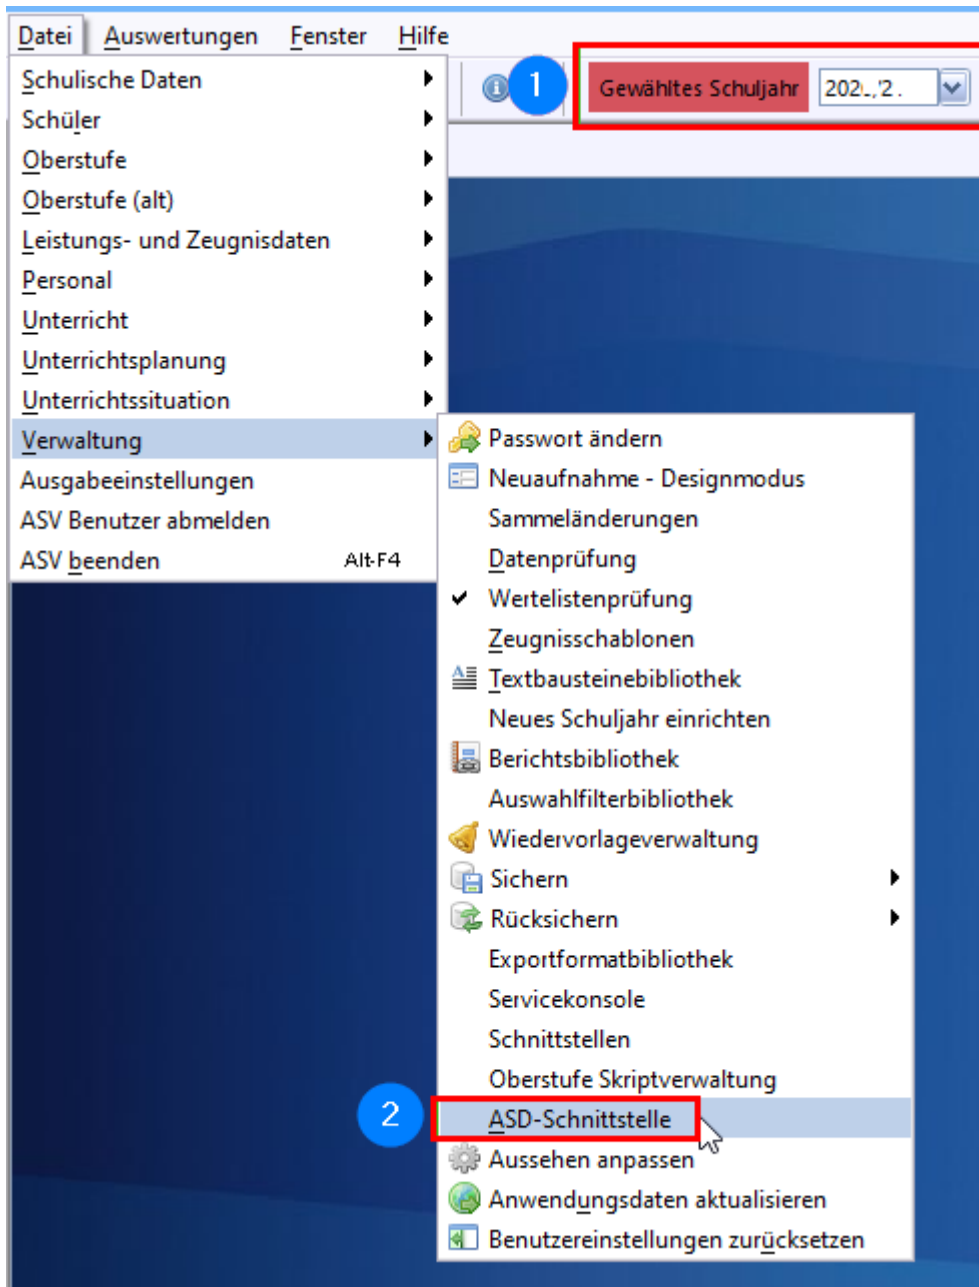 Datei Auswertungen Fenster Hilfe
1 Gewähltes Schuljahr
Schulische Daten
Schüler
Oberstufe
Oberstufe (alt)
Leistungs- und Zeugnisdaten
Personal
Unterricht
Unterrichtsplanung
Unterrichtssituation
Verwaltung
Ausgabeeinstellungen
ASV Benutzer abmelden
ASV beenden Alt-F4
Passwort ändern
Neuaufnahme - Designmodus
Sammeländerungen
Datenprüfung
Wertelistenprüfung
Zeugnisschablonen
Textbausteinebibliothek
Neues Schuljahr einrichten
Berichtsbibliothek
Auswahlfilterbibliothek
Wiedervorlageverwaltung
Sichern
Rücksichern
Exportformatbibliothek
Servicekonsole
Schnittstellen
Oberstufe Skriptverwaltung
2 ASD-Schnittstelle
Aussehen anpassen
Anwendungsdaten aktualisieren
Benutzereinstellungen zurücksetzen